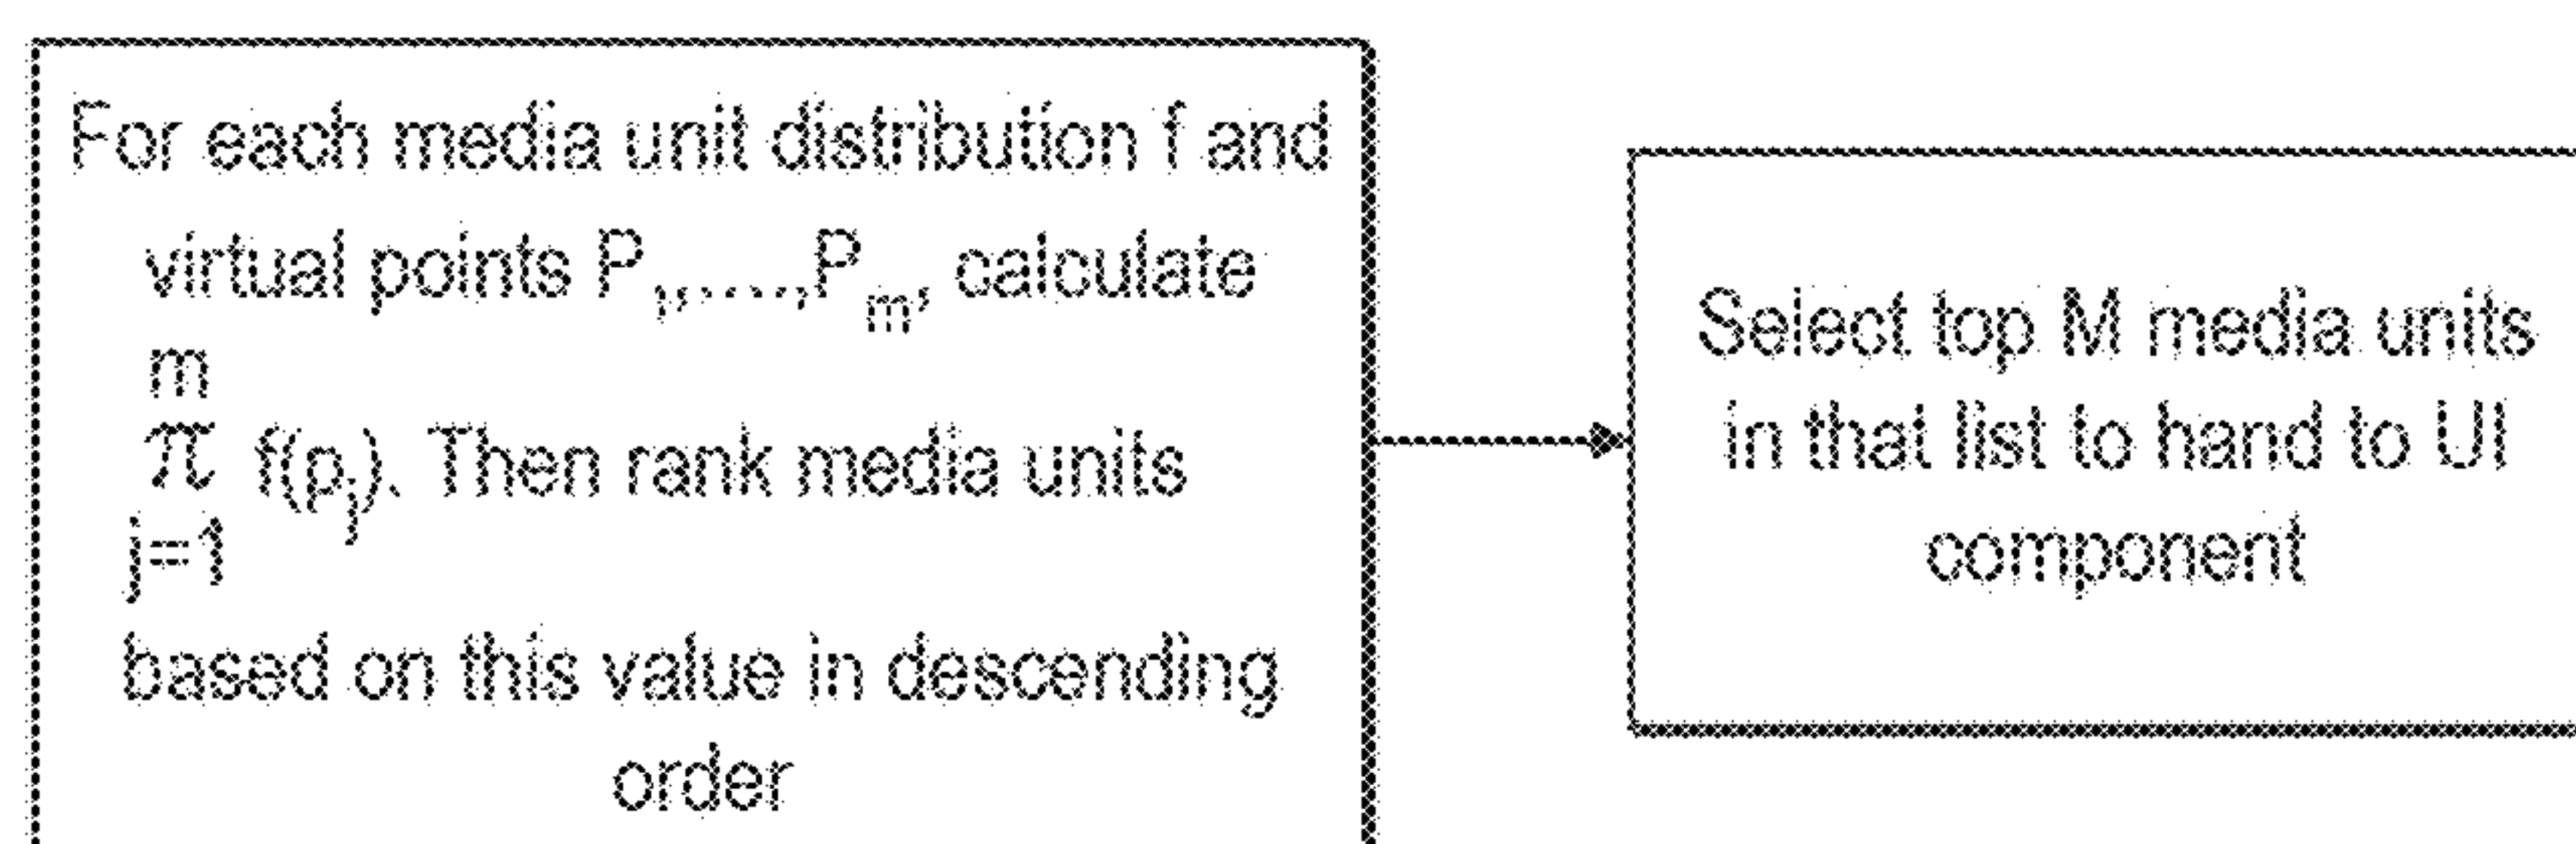 For each media unit distribution f and
virtual points P₁,....,Pₘ, calculate
m
π f(pⱼ). Then rank media units
j=1
based on this value in descending
order
Select top M media units
in that list to hand to UI
component